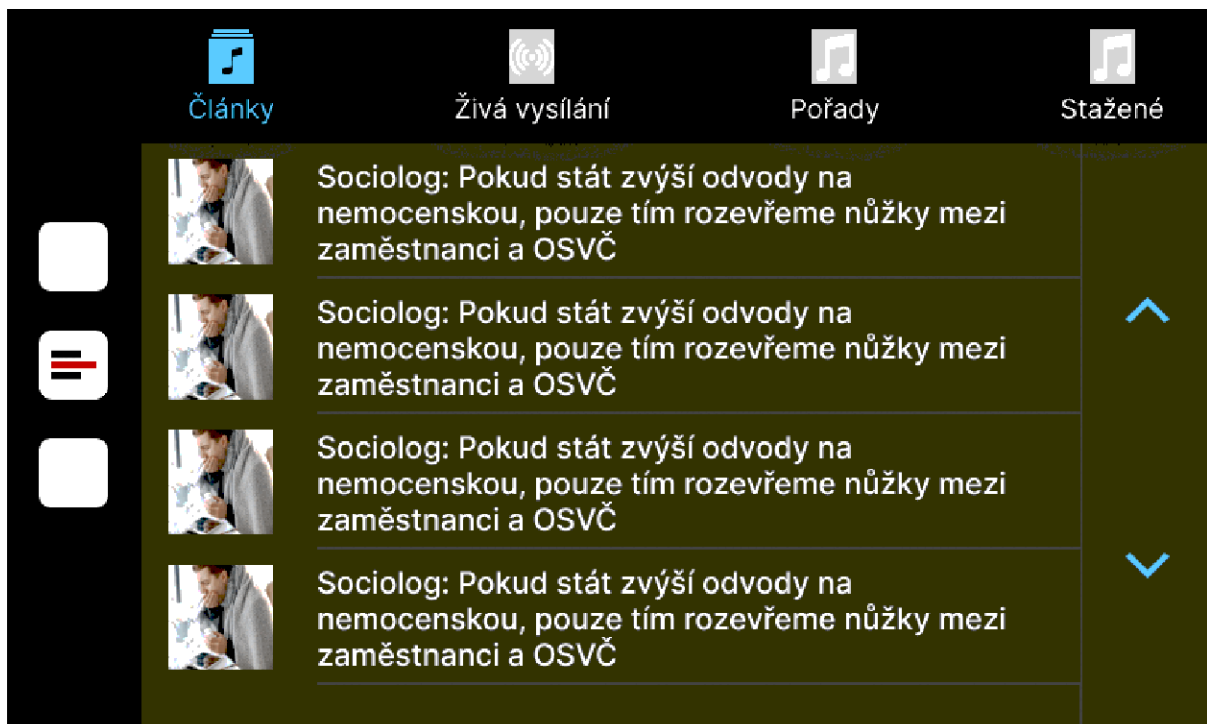 Články
Živá vysílání
Pořady
Stažené
Sociolog: Pokud stát zvýší odvody na
nemocenskou, pouze tím rozevřeme nůžky mezi
zaměstnanci a OSVČ
Sociolog: Pokud stát zvýší odvody na
nemocenskou, pouze tím rozevřeme nůžky mezi
zaměstnanci a OSVČ
Sociolog: Pokud stát zvýší odvody na
nemocenskou, pouze tím rozevřeme nůžky mezi
zaměstnanci a OSVČ
Sociolog: Pokud stát zvýší odvody na
nemocenskou, pouze tím rozevřeme nůžky mezi
zaměstnanci a OSVČ